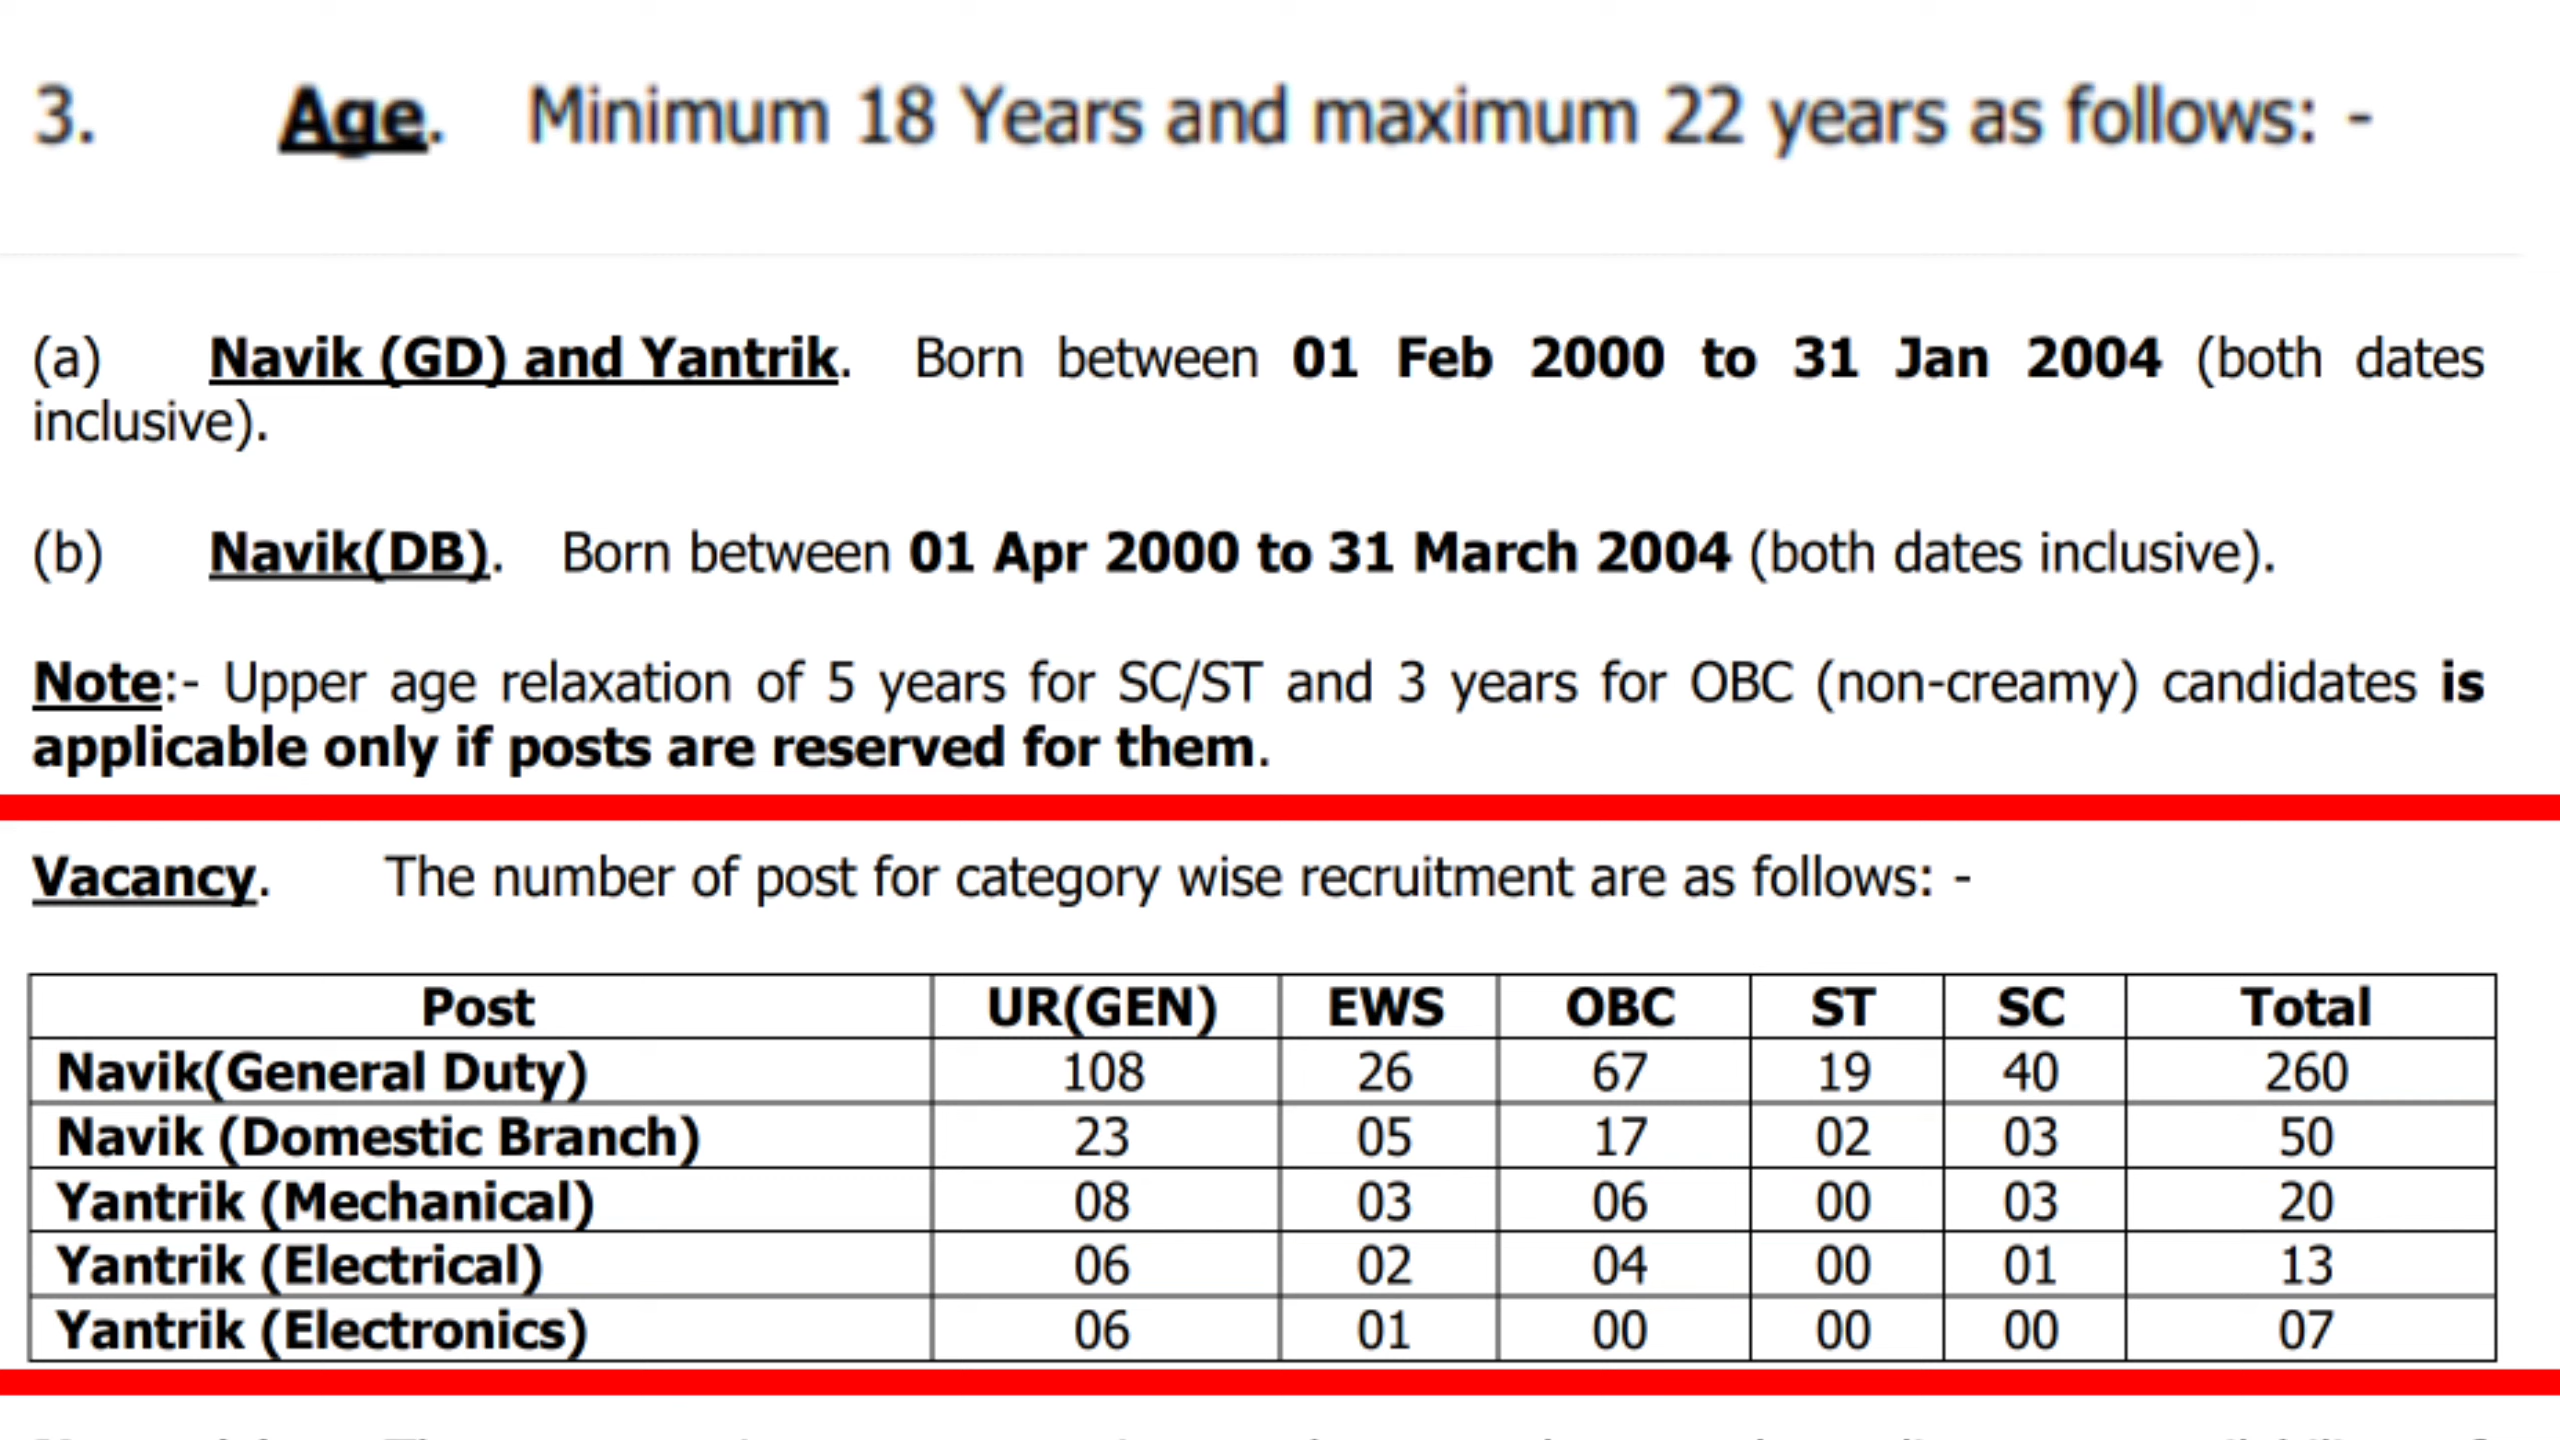 3. Age. Minimum 18 Years and maximum 22 years as follows: -
(a) Navik (GD) and Yantrik. Born between 01 Feb 2000 to 31 Jan 2004 (both dates
inclusive).
(b) Navik(DB). Born between 01 Apr 2000 to 31 March 2004 (both dates inclusive).
Note:- Upper age relaxation of 5 years for SC/ST and 3 years for OBC (non-creamy) candidates is
applicable only if posts are reserved for them.
Vacancy. The number of post for category wise recruitment are as follows: -
Post UR(GEN) EWS OBC ST SC Total
Navik(General Duty) 108 26 67 19 40 260
Navik (Domestic Branch) 23 05 17 02 03 50
Yantrik (Mechanical) 08 03 06 00 03 20
Yantrik (Electrical) 06 02 04 00 01 13
Yantrik (Electronics) 06 01 00 00 00 07